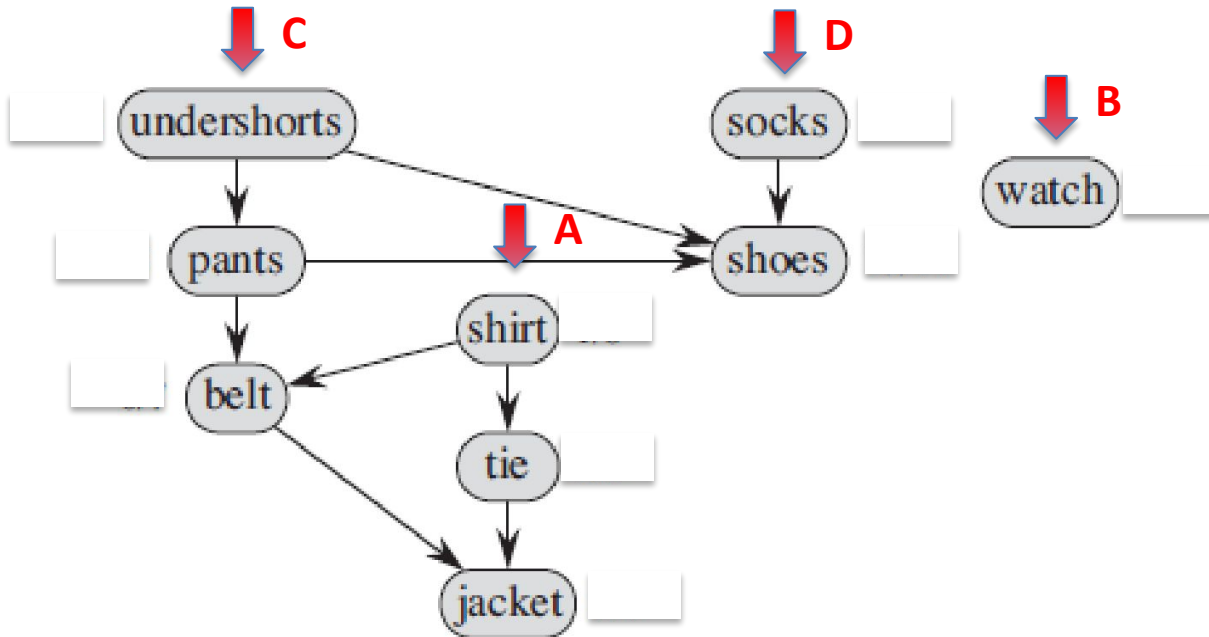 C
D
B
undershorts
socks
watch
A
pants
shoes
shirt
belt
tie
jacket